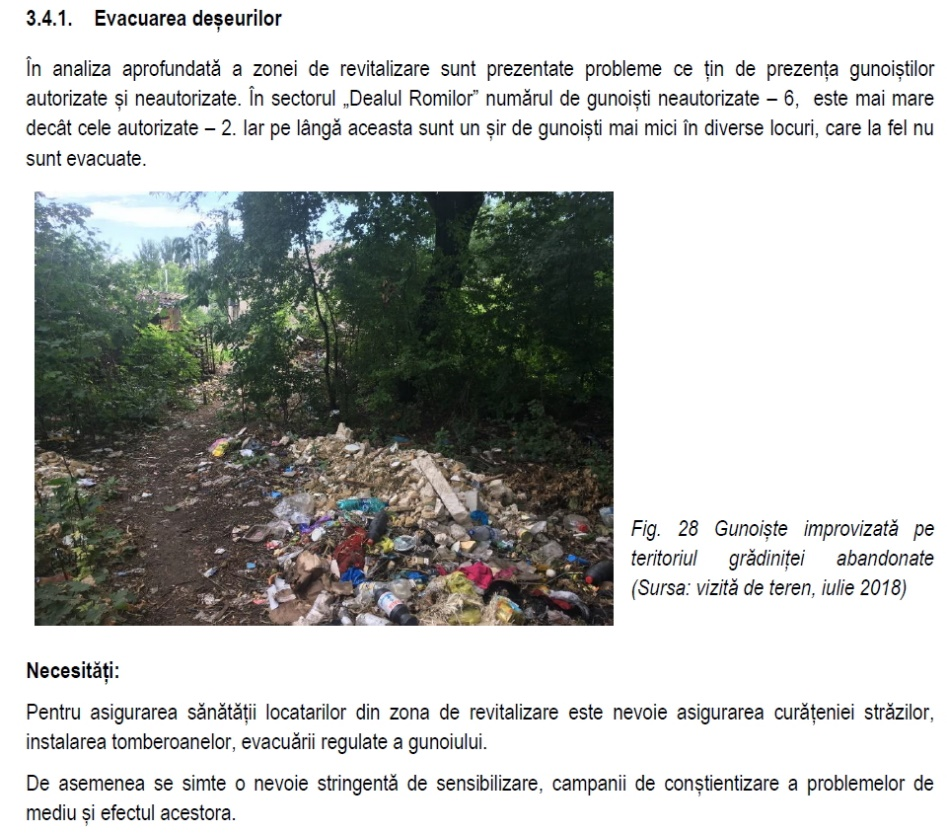 3.4.1. Evacuarea deșeurilor
În analiza aprofundată a zonei de revitalizare sunt prezentate probleme ce țin de prezența gunoiștilor
autorizate și neautorizate. În sectorul „Dealul Romilor” numărul de gunoiști neautorizate – 6, este mai mare
decât cele autorizate – 2. Iar pe lângă aceasta sunt un șir de gunoiști mai mici în diverse locuri, care la fel nu
sunt evacuate.
Fig. 28 Gunoiște improvizată pe
teritoriul grădiniței abandonate
(Sursa: vizită de teren, iulie 2018)
Necesități:
Pentru asigurarea sănătății locatarilor din zona de revitalizare este nevoie asigurarea curățeniei străzilor,
instalarea tomberoanelor, evacuării regulate a gunoiului.
De asemenea se simte o nevoie stringentă de sensibilizare, campanii de conștientizare a problemelor de
mediu și efectul acestora.